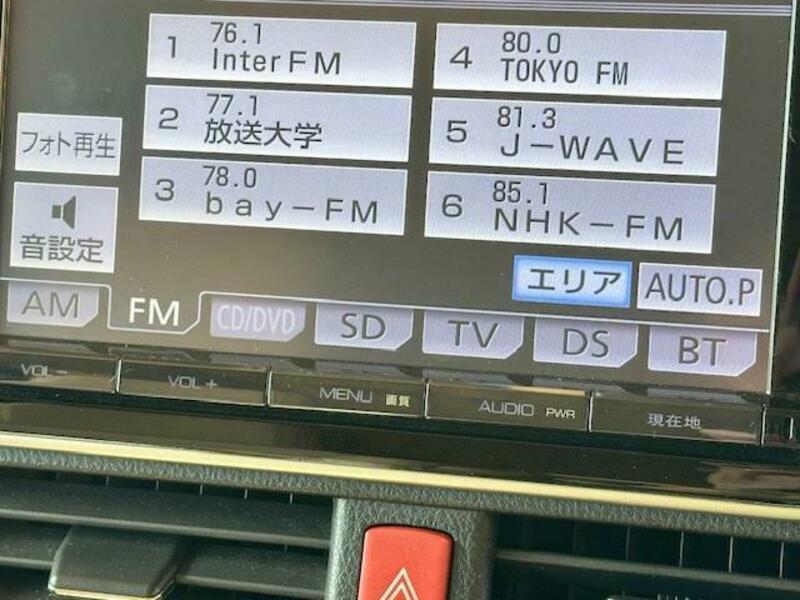 1 76.1
InterFM
4 80.0
TOKYO FM
2 77.1
放送大学
5 81.3
J-WAVE
3 78.0
bay-FM
6 85.1
NHK-FM
フォト再生
音設定
エリア
AUTO.P
AM
FM
CD/DVD
SD
TV
DS
BT
VOL-
VOL+
MENU 画質
AUDIO PWR
現在地